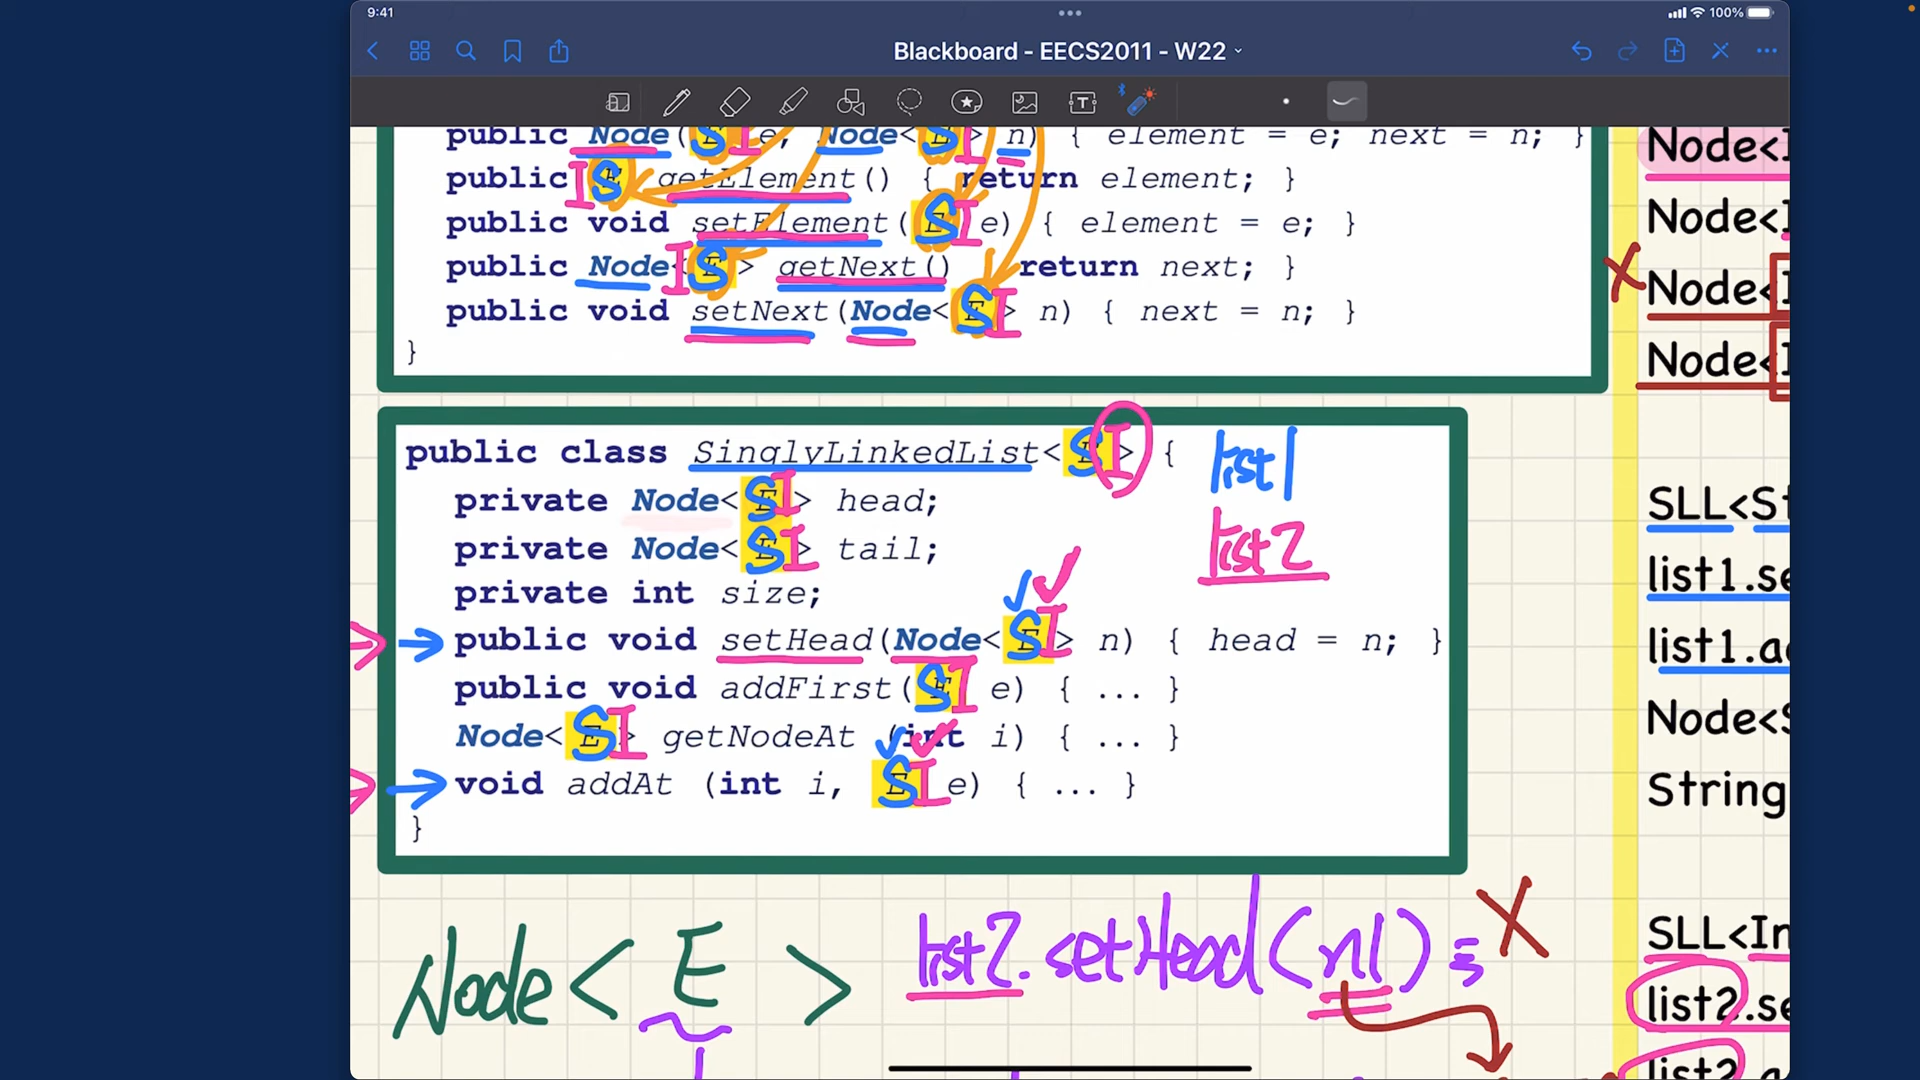 9:41
100%
Blackboard - EECS2011 - W22
public Node(E e, Node<E> n) { element = e; next = n; }
public E getElement() { return element; }
public void setElement(E e) { element = e; }
public Node<E> getNext() return next; }
public void setNext(Node<E> n) { next = n; }
}
public class SinglyLinkedList<E> {
private Node<E> head;
private Node<E> tail;
private int size;
public void setHead(Node<E> n) { head = n; }
public void addFirst(E e) { ... }
Node<E> getNodeAt (int i) { ... }
void addAt (int i, E e) { ... }
}
list1
list2
Node<E>
list2.setHead(n1);
X
Node<I
Node<I
X Node<I
Node<I
SLL<St
list1.se
list1.ad
Node<S
String
SLL<In
list2.se
list2.a